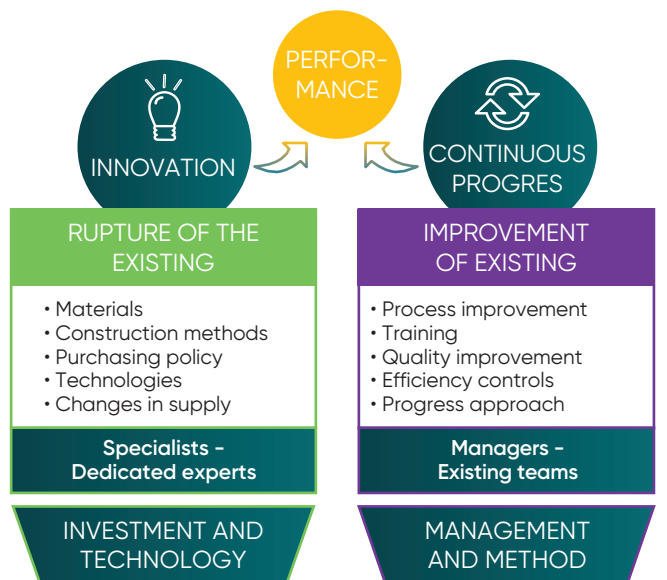 PERFOR-
MANCE
INNOVATION
CONTINUOUS
PROGRES
RUPTURE OF THE
EXISTING
• Materials
• Construction methods
• Purchasing policy
• Technologies
• Changes in supply
Specialists -
Dedicated experts
INVESTMENT AND
TECHNOLOGY
IMPROVEMENT
OF EXISTING
• Process improvement
• Training
• Quality improvement
• Efficiency controls
• Progress approach
Managers -
Existing teams
MANAGEMENT
AND METHOD